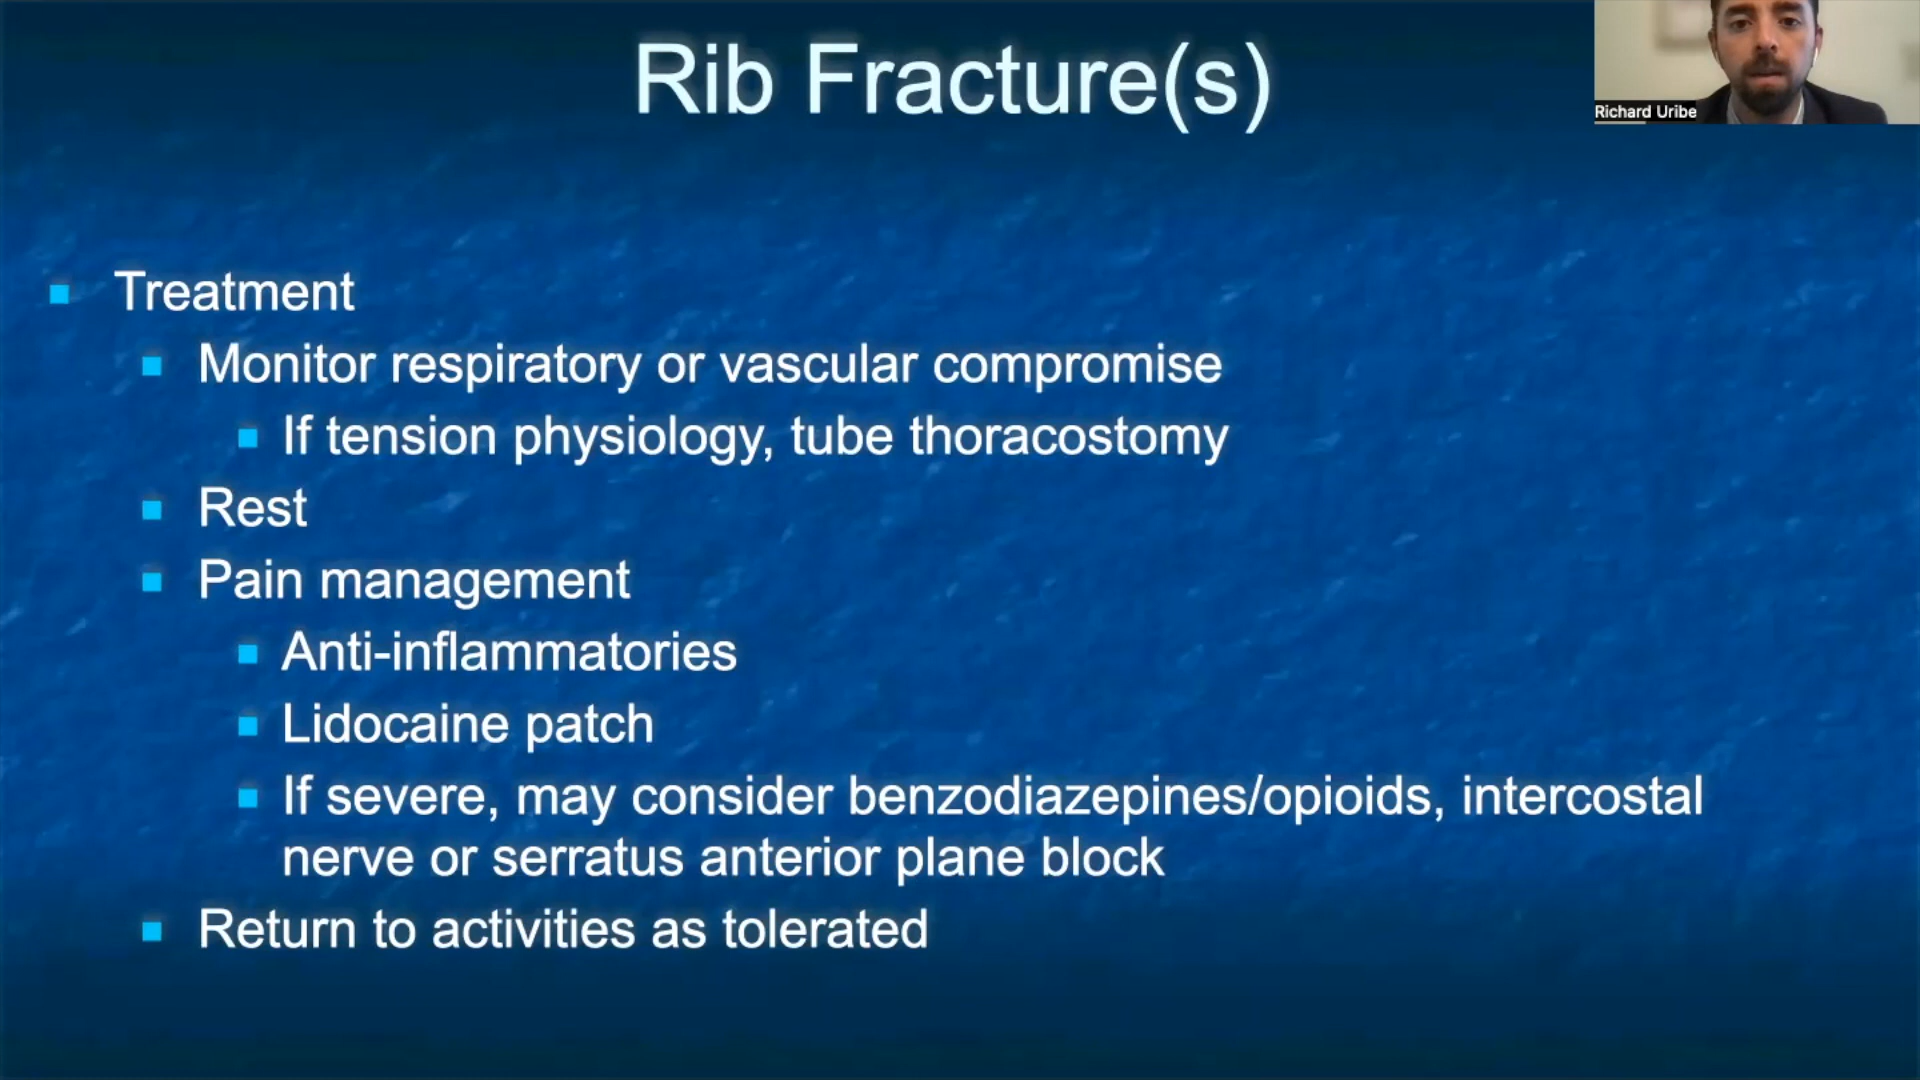 Rib Fracture(s)
Richard Uribe
Treatment
Monitor respiratory or vascular compromise
If tension physiology, tube thoracostomy
Rest
Pain management
Anti-inflammatories
Lidocaine patch
If severe, may consider benzodiazepines/opioids, intercostal
nerve or serratus anterior plane block
Return to activities as tolerated